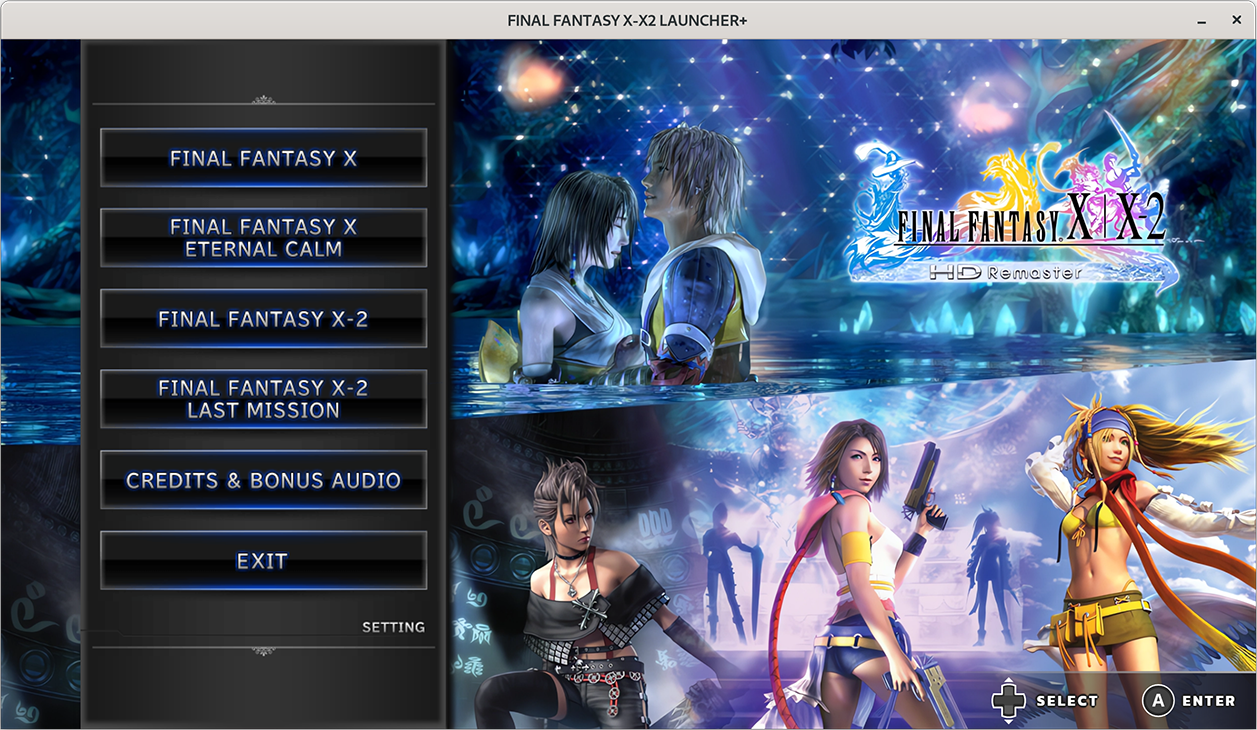 FINAL FANTASY X-X2 LAUNCHER+
FINAL FANTASY X
FINAL FANTASY X
ETERNAL CALM
FINAL FANTASY X-2
FINAL FANTASY X-2
LAST MISSION
CREDITS & BONUS AUDIO
EXIT
SETTING
FINAL FANTASY X|X-2
HD Remaster
SELECT
A ENTER